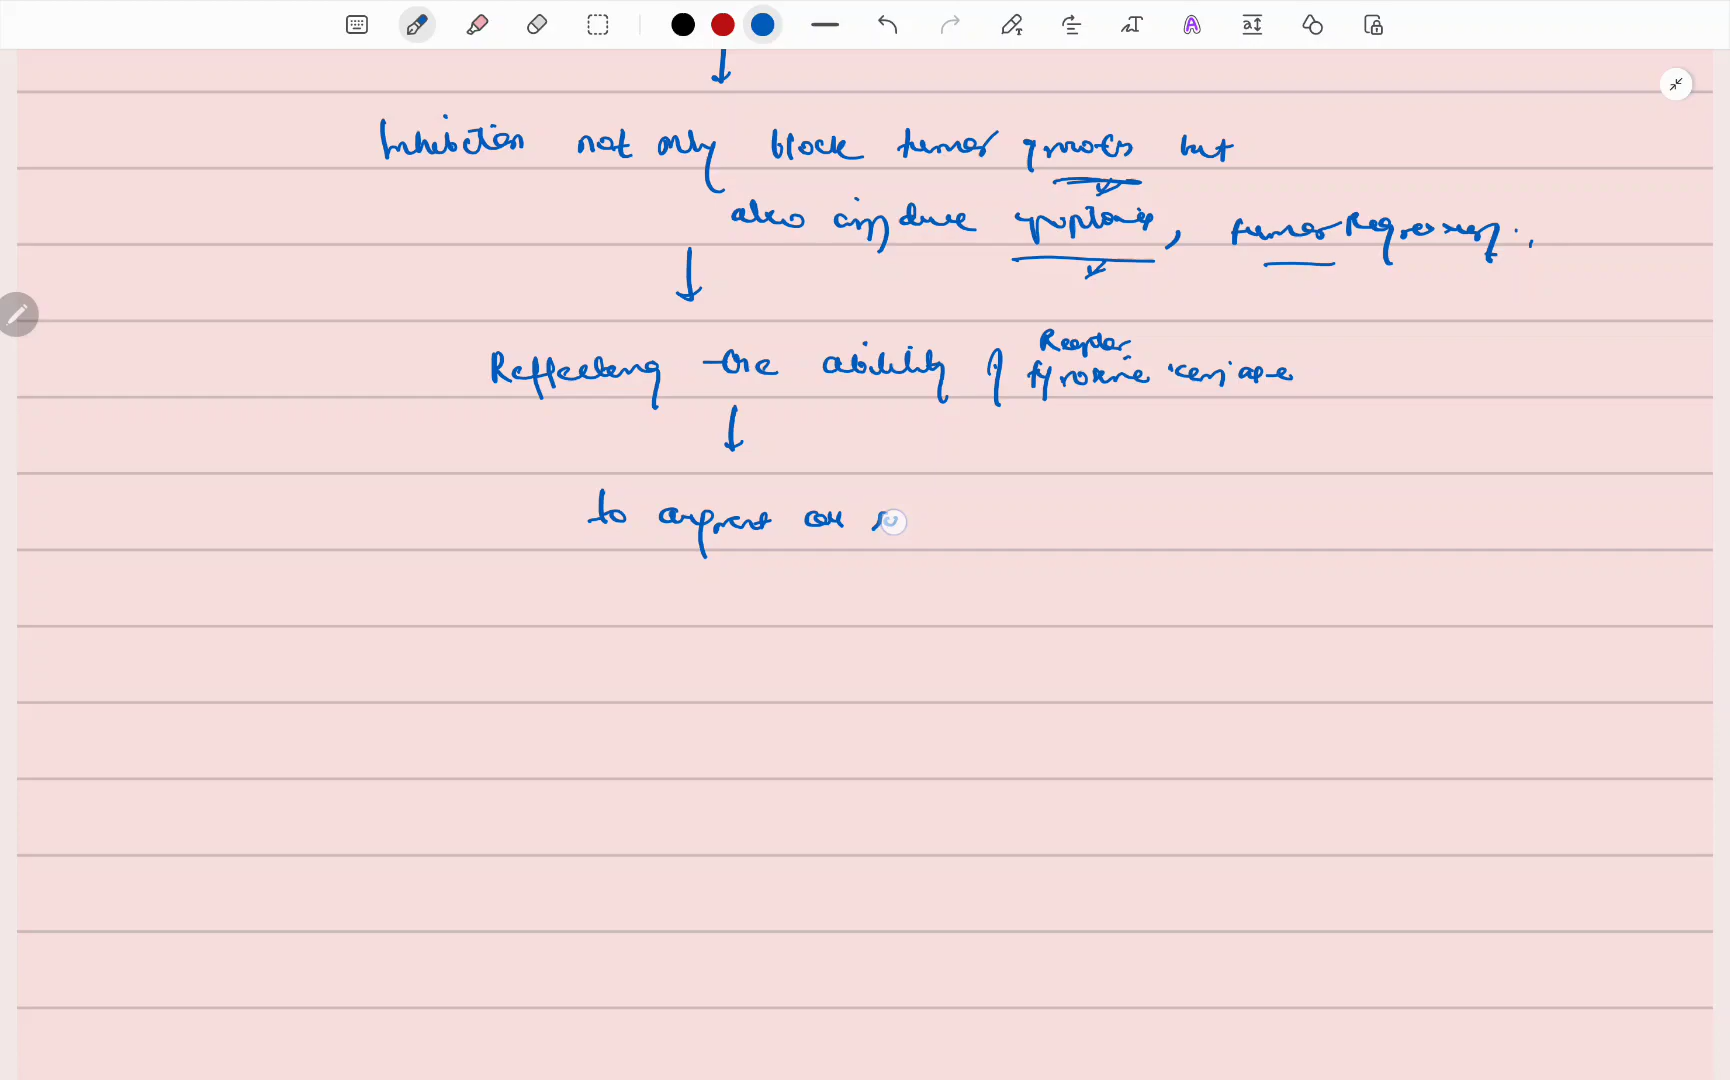 Inhibition not only block tumor growth but
also induce apoptosis, tumor Regression.
Reflecting the ability of Receptor
tyrosine kinase
to